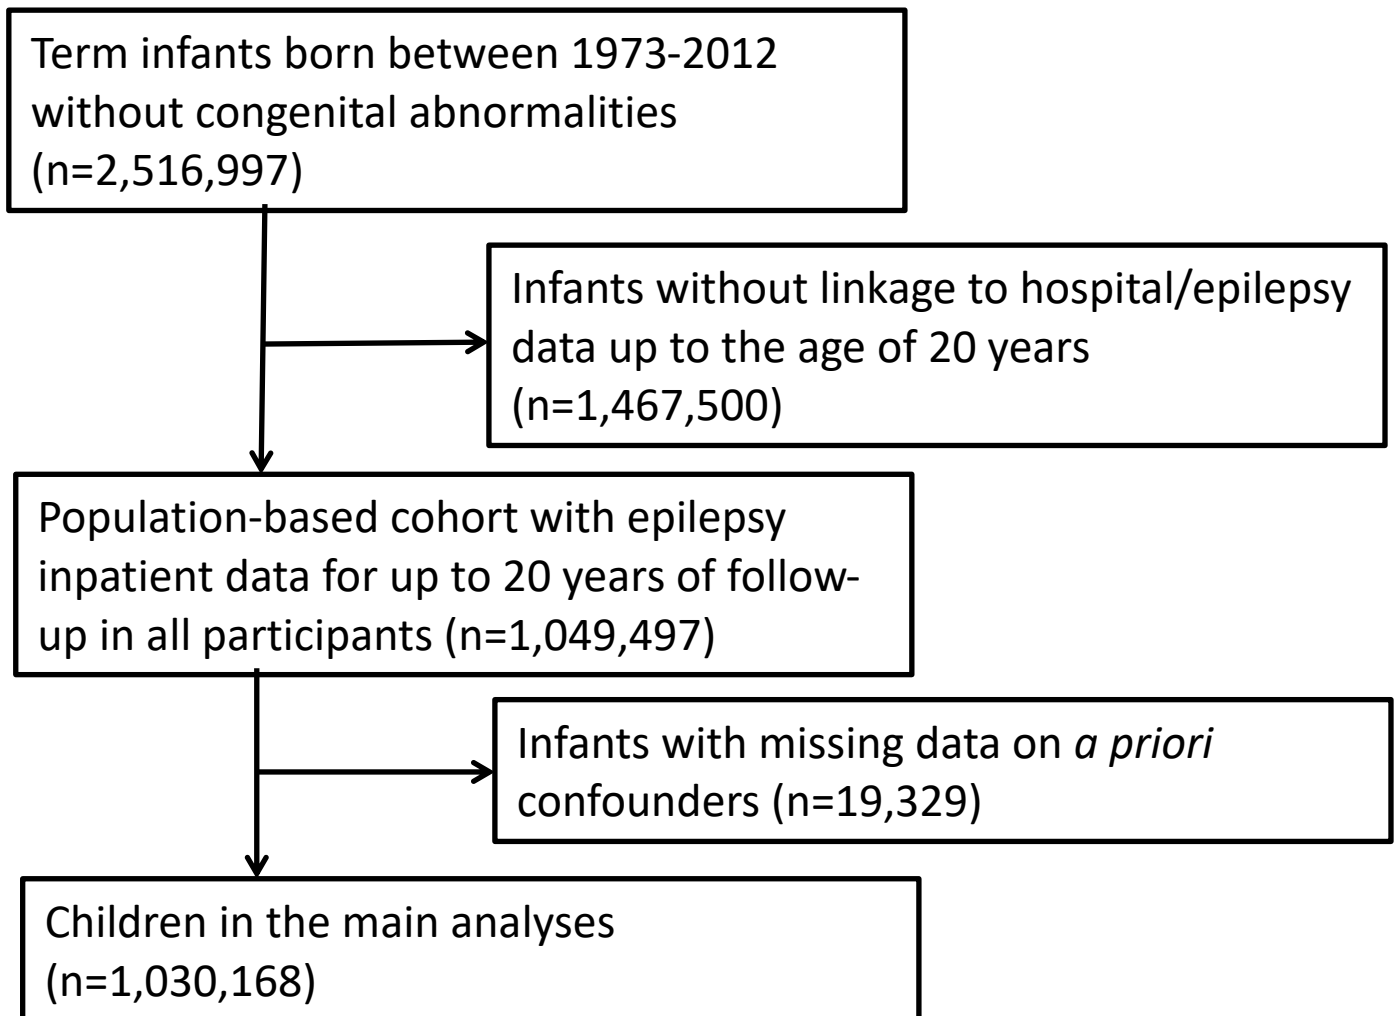 Term infants born between 1973-2012
without congenital abnormalities
(n=2,516,997)
Infants without linkage to hospital/epilepsy
data up to the age of 20 years
(n=1,467,500)
Population-based cohort with epilepsy
inpatient data for up to 20 years of follow-
up in all participants (n=1,049,497)
Infants with missing data on a priori
confounders (n=19,329)
Children in the main analyses
(n=1,030,168)